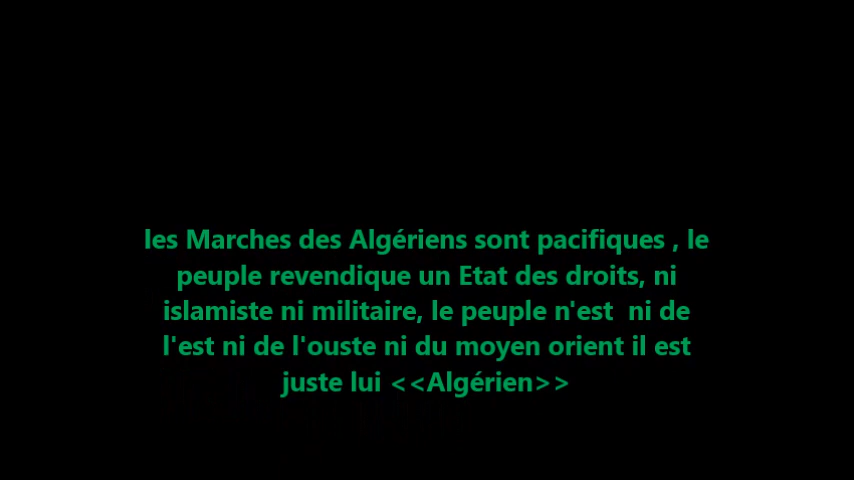 les Marches des Algériens sont pacifiques , le
peuple revendique un Etat des droits, ni
islamiste ni militaire, le peuple n'est  ni de
l'est ni de l'ouste ni du moyen orient il est
juste lui <<Algérien>>